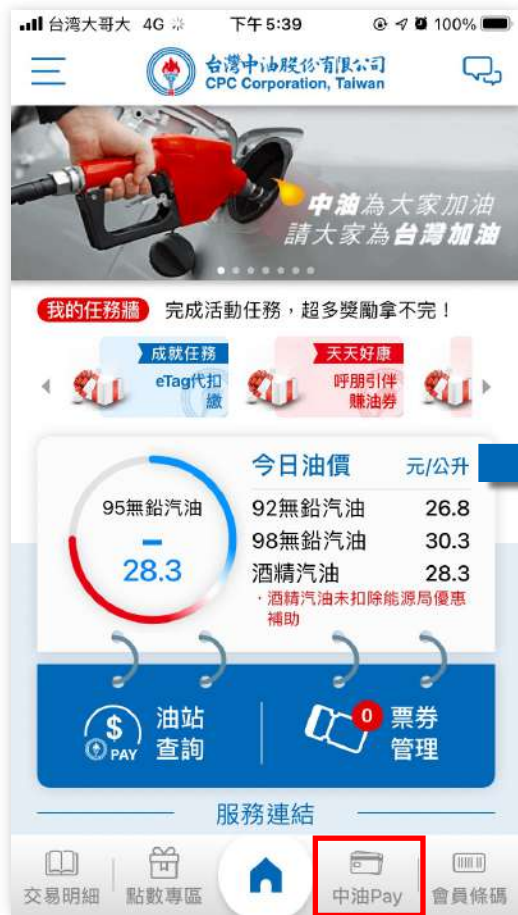 台灣大哥大 4G 下午5:39 100%
台灣中油股份有限公司
CPC Corporation, Taiwan
中油為大家加油
請大家為台灣加油
我的任務牆 完成活動任務，超多獎勵拿不完！
成就任務 天天好康
eTag代扣繳 呼朋引伴
賺油券
今日油價 元/公升
95無鉛汽油 92無鉛汽油 26.8
98無鉛汽油 30.3
28.3 酒精汽油 28.3
・酒精汽油未扣除能源局優惠
補助
$ 油站 0 票券
PAY 查詢 管理
服務連結
交易明細 點數專區 中油Pay 會員條碼